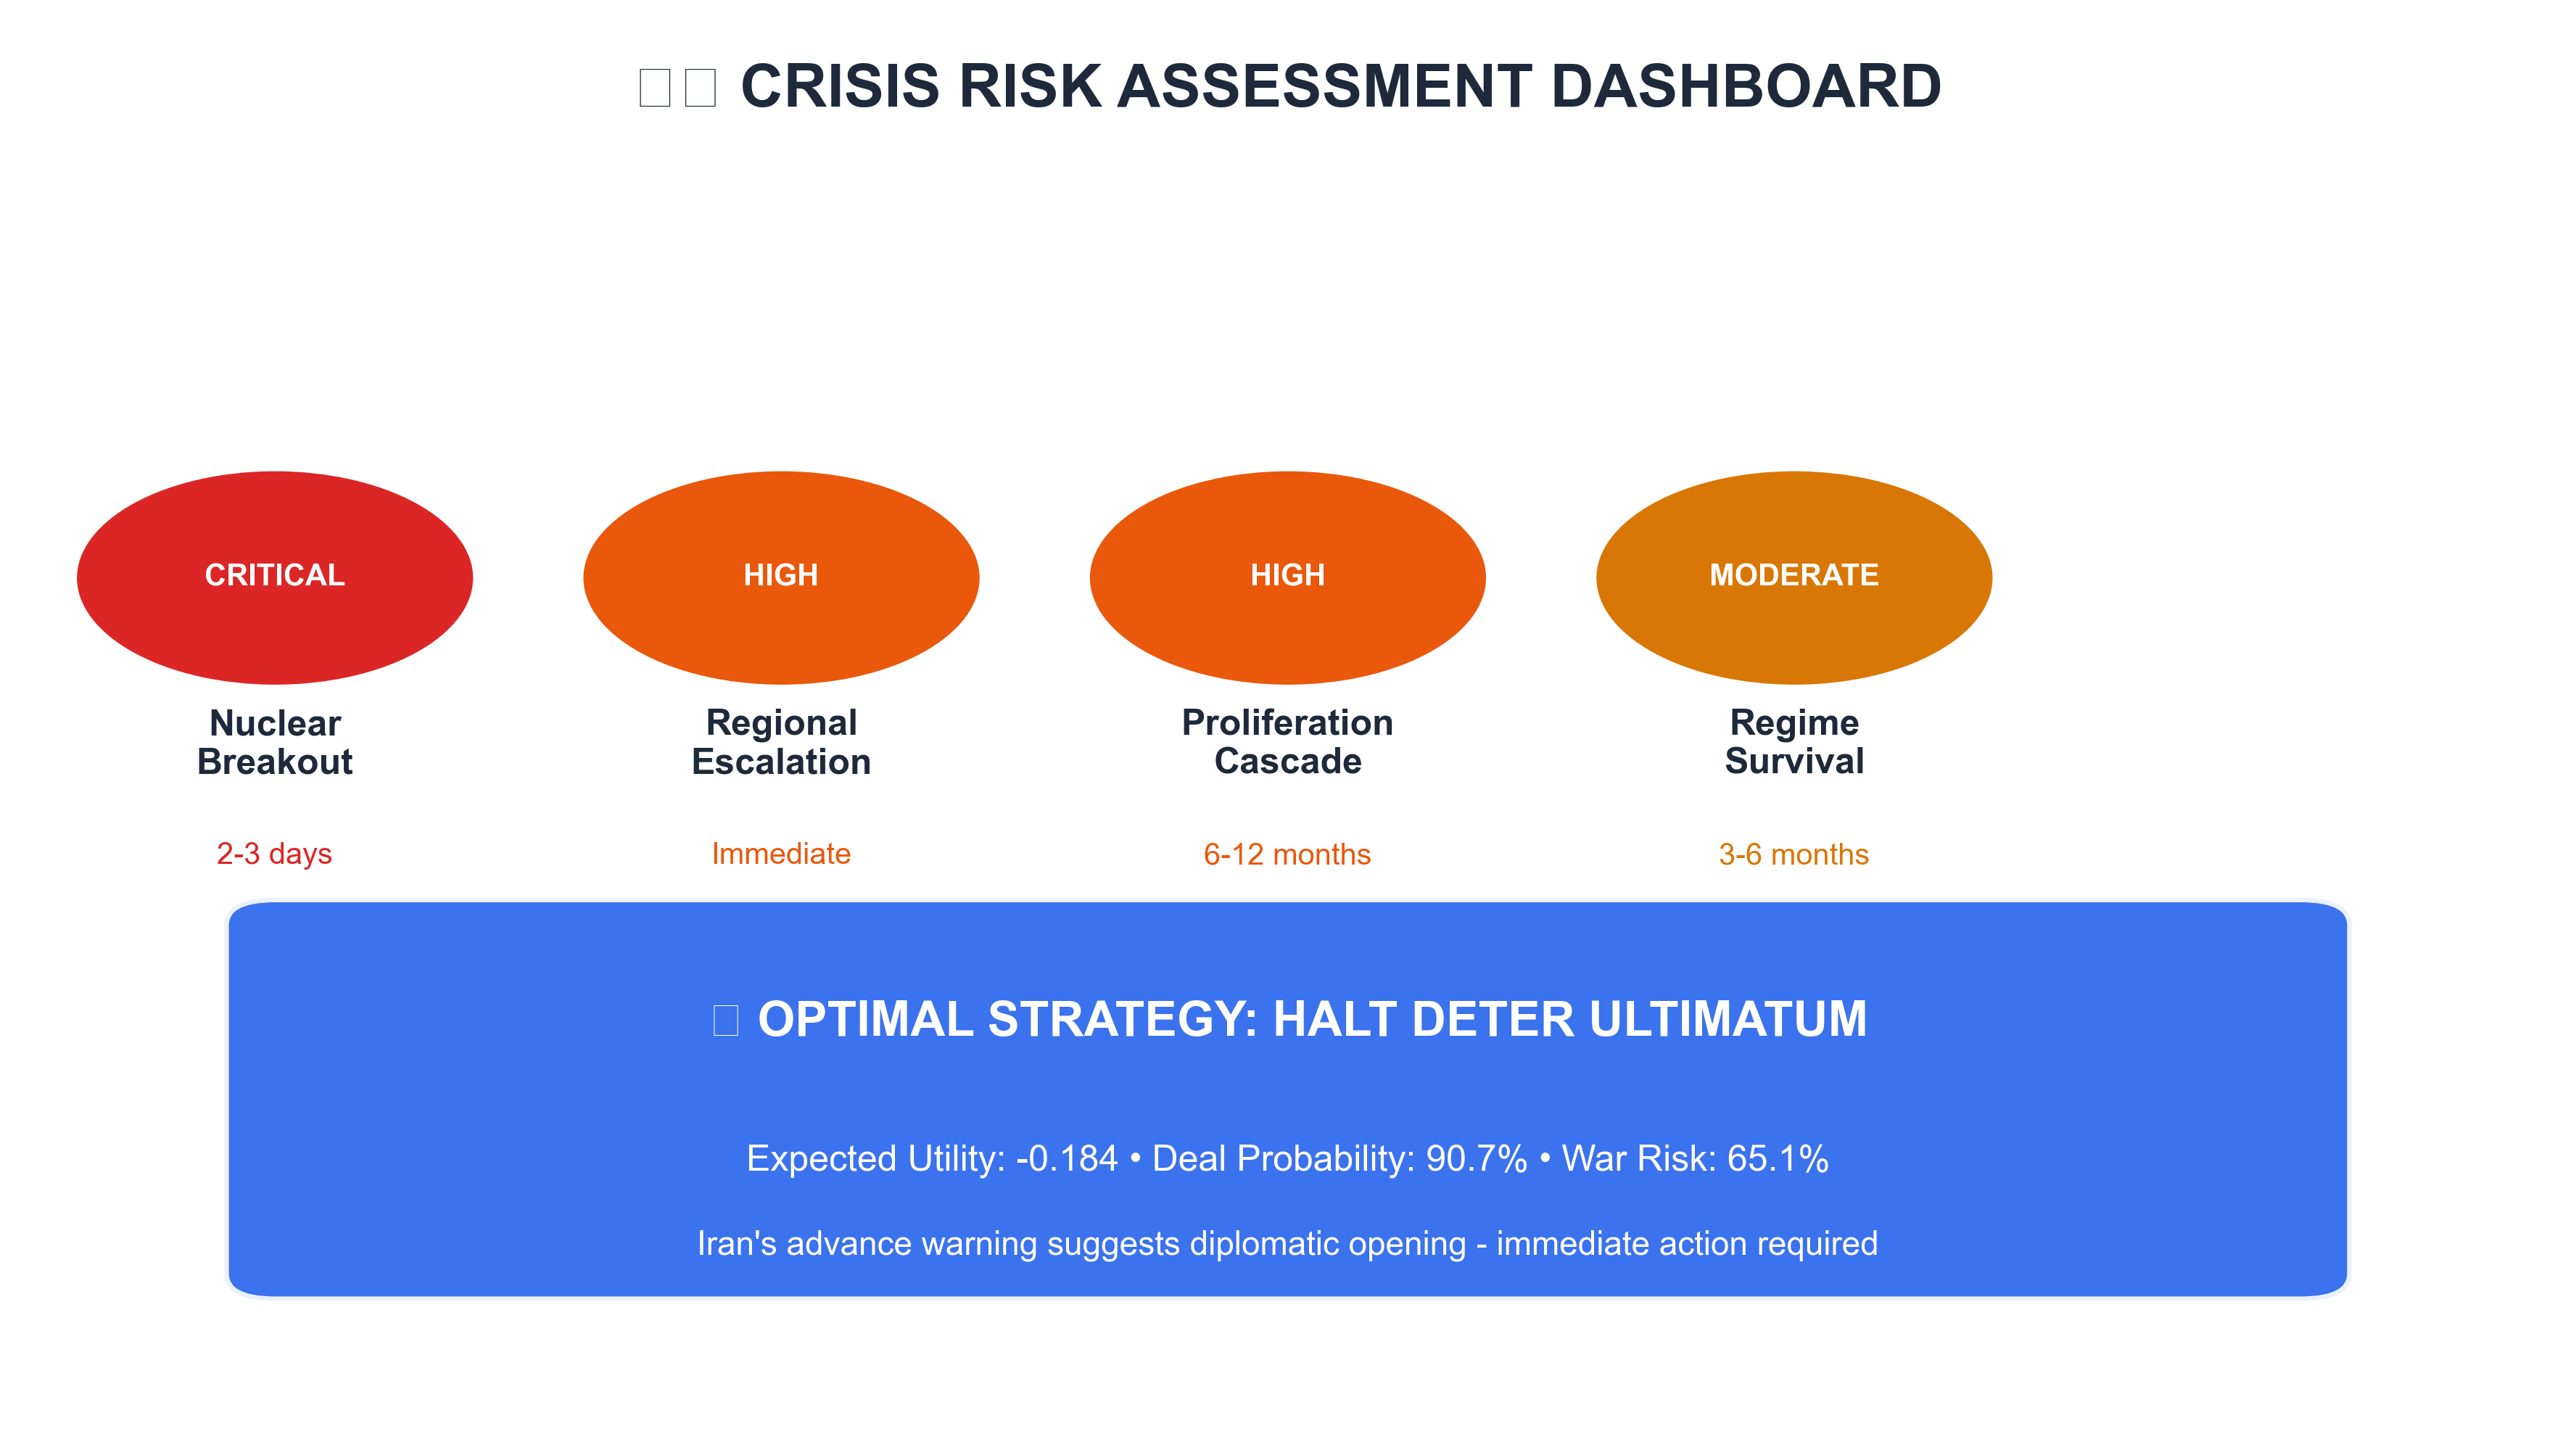 CRISIS RISK ASSESSMENT DASHBOARD
CRITICAL
HIGH
HIGH
MODERATE
Nuclear
Breakout
Regional
Escalation
Proliferation
Cascade
Regime
Survival
2-3 days
Immediate
6-12 months
3-6 months
OPTIMAL STRATEGY: HALT DETER ULTIMATUM
Expected Utility: -0.184 • Deal Probability: 90.7% • War Risk: 65.1%
Iran's advance warning suggests diplomatic opening - immediate action required